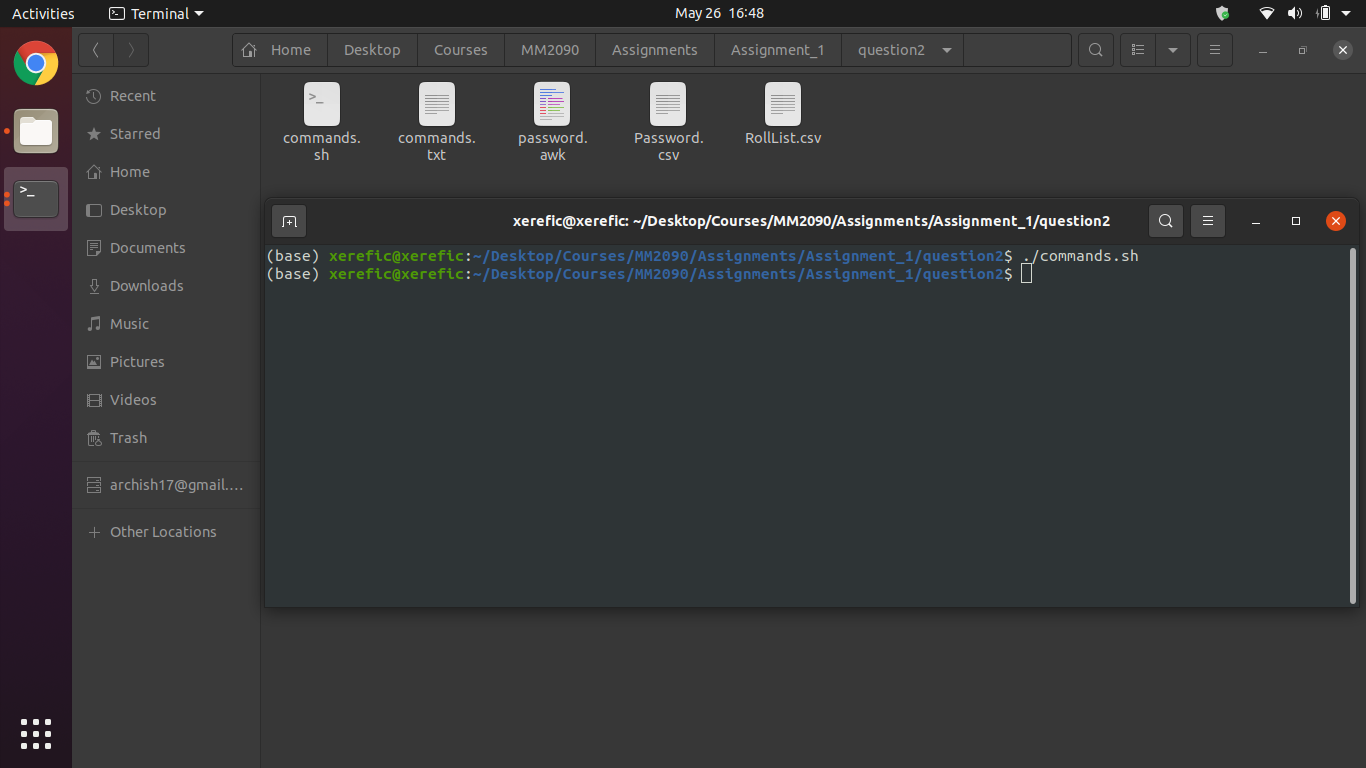 Activities Terminal May 26 16:48
Home Desktop Courses MM2090 Assignments Assignment_1 question2
Recent
Starred
Home
Desktop
Documents
Downloads
Music
Pictures
Videos
Trash
archish17@gmail.…
Other Locations
commands.
sh
commands.
txt
password.
awk
Password.
csv
RollList.csv
xerefic@xerefic: ~/Desktop/Courses/MM2090/Assignments/Assignment_1/question2
(base) xerefic@xerefic:~/Desktop/Courses/MM2090/Assignments/Assignment_1/question2$ ./commands.sh
(base) xerefic@xerefic:~/Desktop/Courses/MM2090/Assignments/Assignment_1/question2$